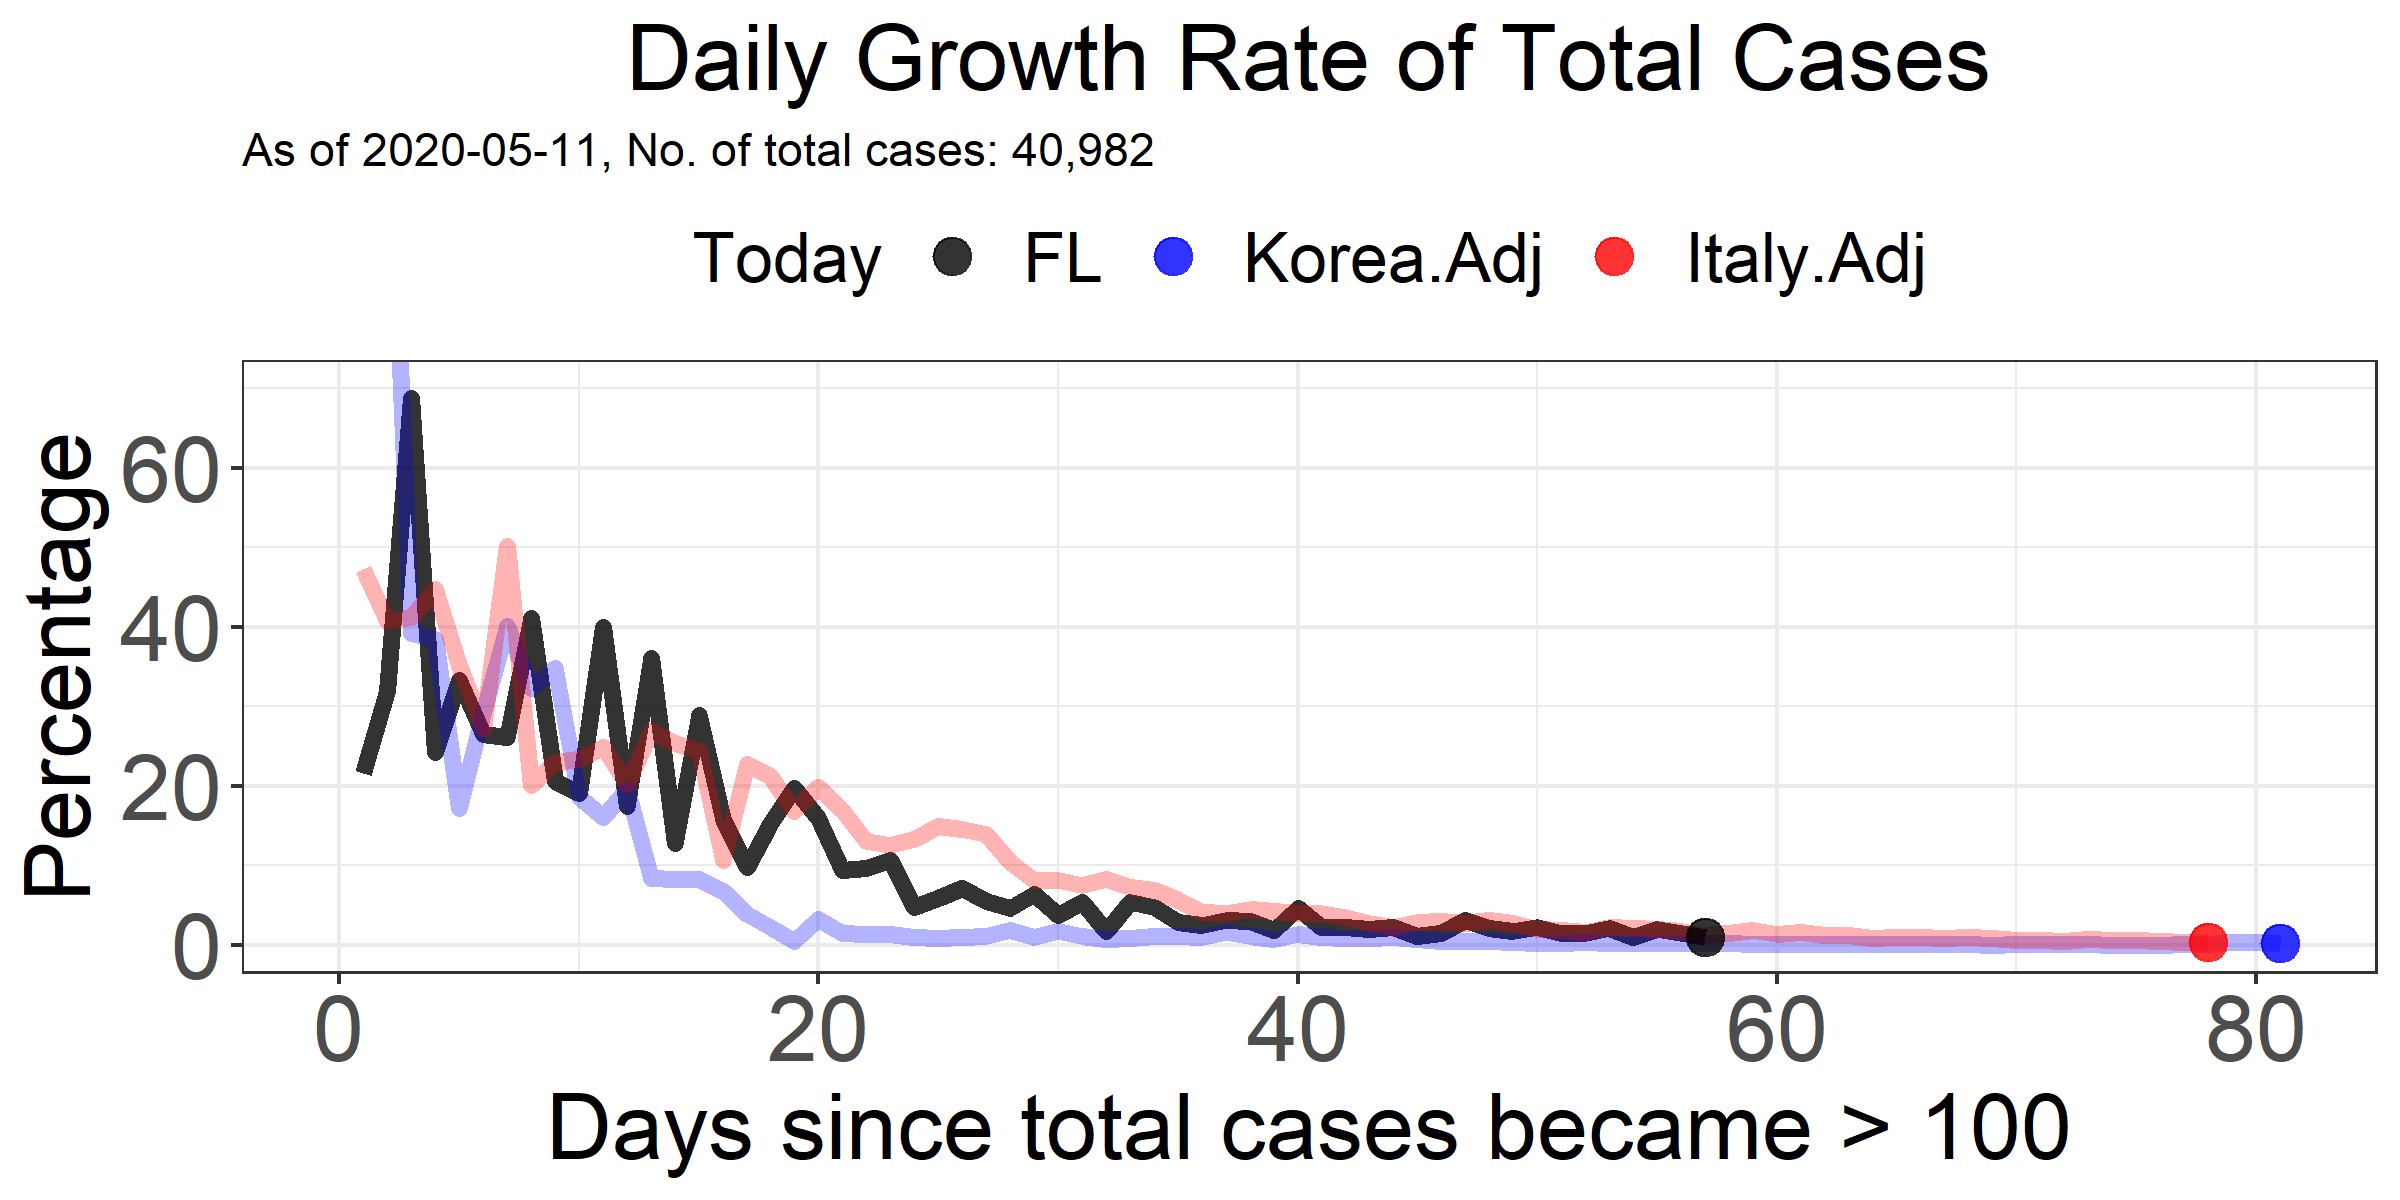 Daily Growth Rate of Total Cases
As of 2020-05-11, No. of total cases: 40,982
Today FL Korea.Adj Italy.Adj
Percentage
60
40
20
0
0 20 40 60 80
Days since total cases became > 100